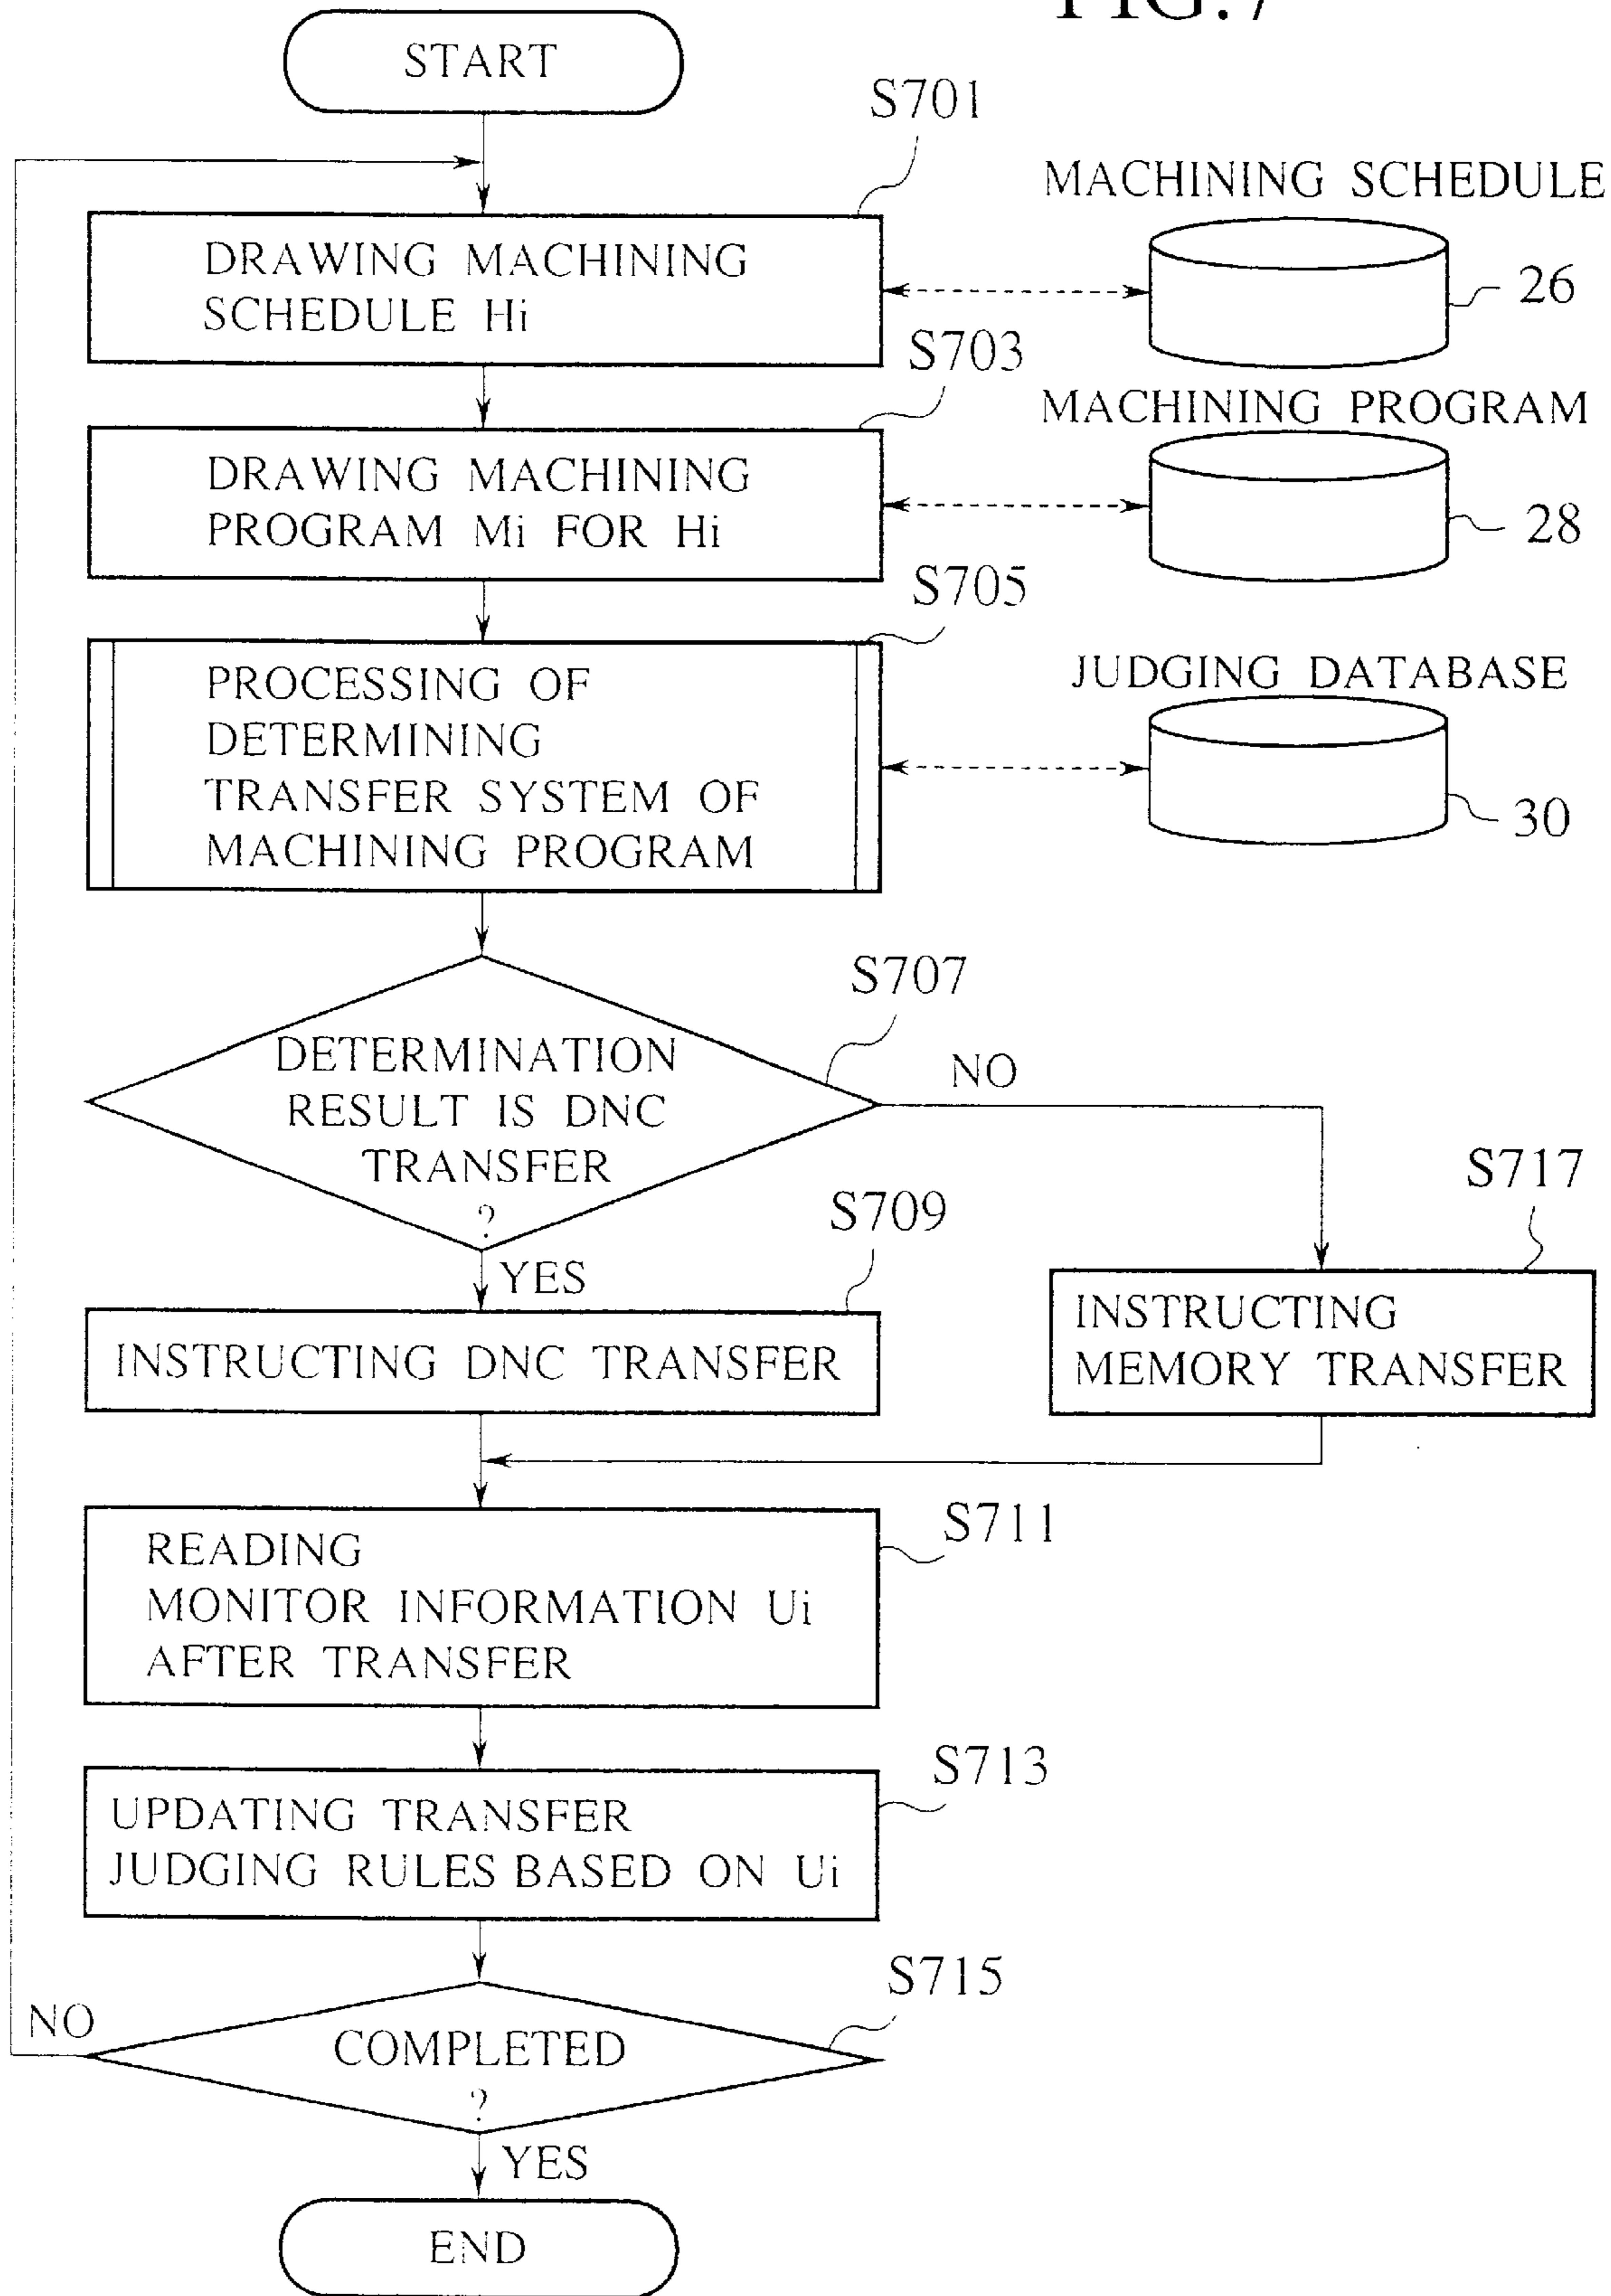 FIG. 7
START
S701
MACHINING SCHEDULE
DRAWING MACHINING
SCHEDULE Hi
26
S703
MACHINING PROGRAM
DRAWING MACHINING
PROGRAM Mi FOR Hi
28
S705
JUDGING DATABASE
PROCESSING OF
DETERMINING
TRANSFER SYSTEM OF
MACHINING PROGRAM
30
S707
DETERMINATION
RESULT IS DNC
TRANSFER
?
NO
S717
S709
YES
INSTRUCTING
MEMORY TRANSFER
INSTRUCTING DNC TRANSFER
S711
READING
MONITOR INFORMATION Ui
AFTER TRANSFER
S713
UPDATING TRANSFER
JUDGING RULES BASED ON Ui
S715
NO
COMPLETED
?
YES
END